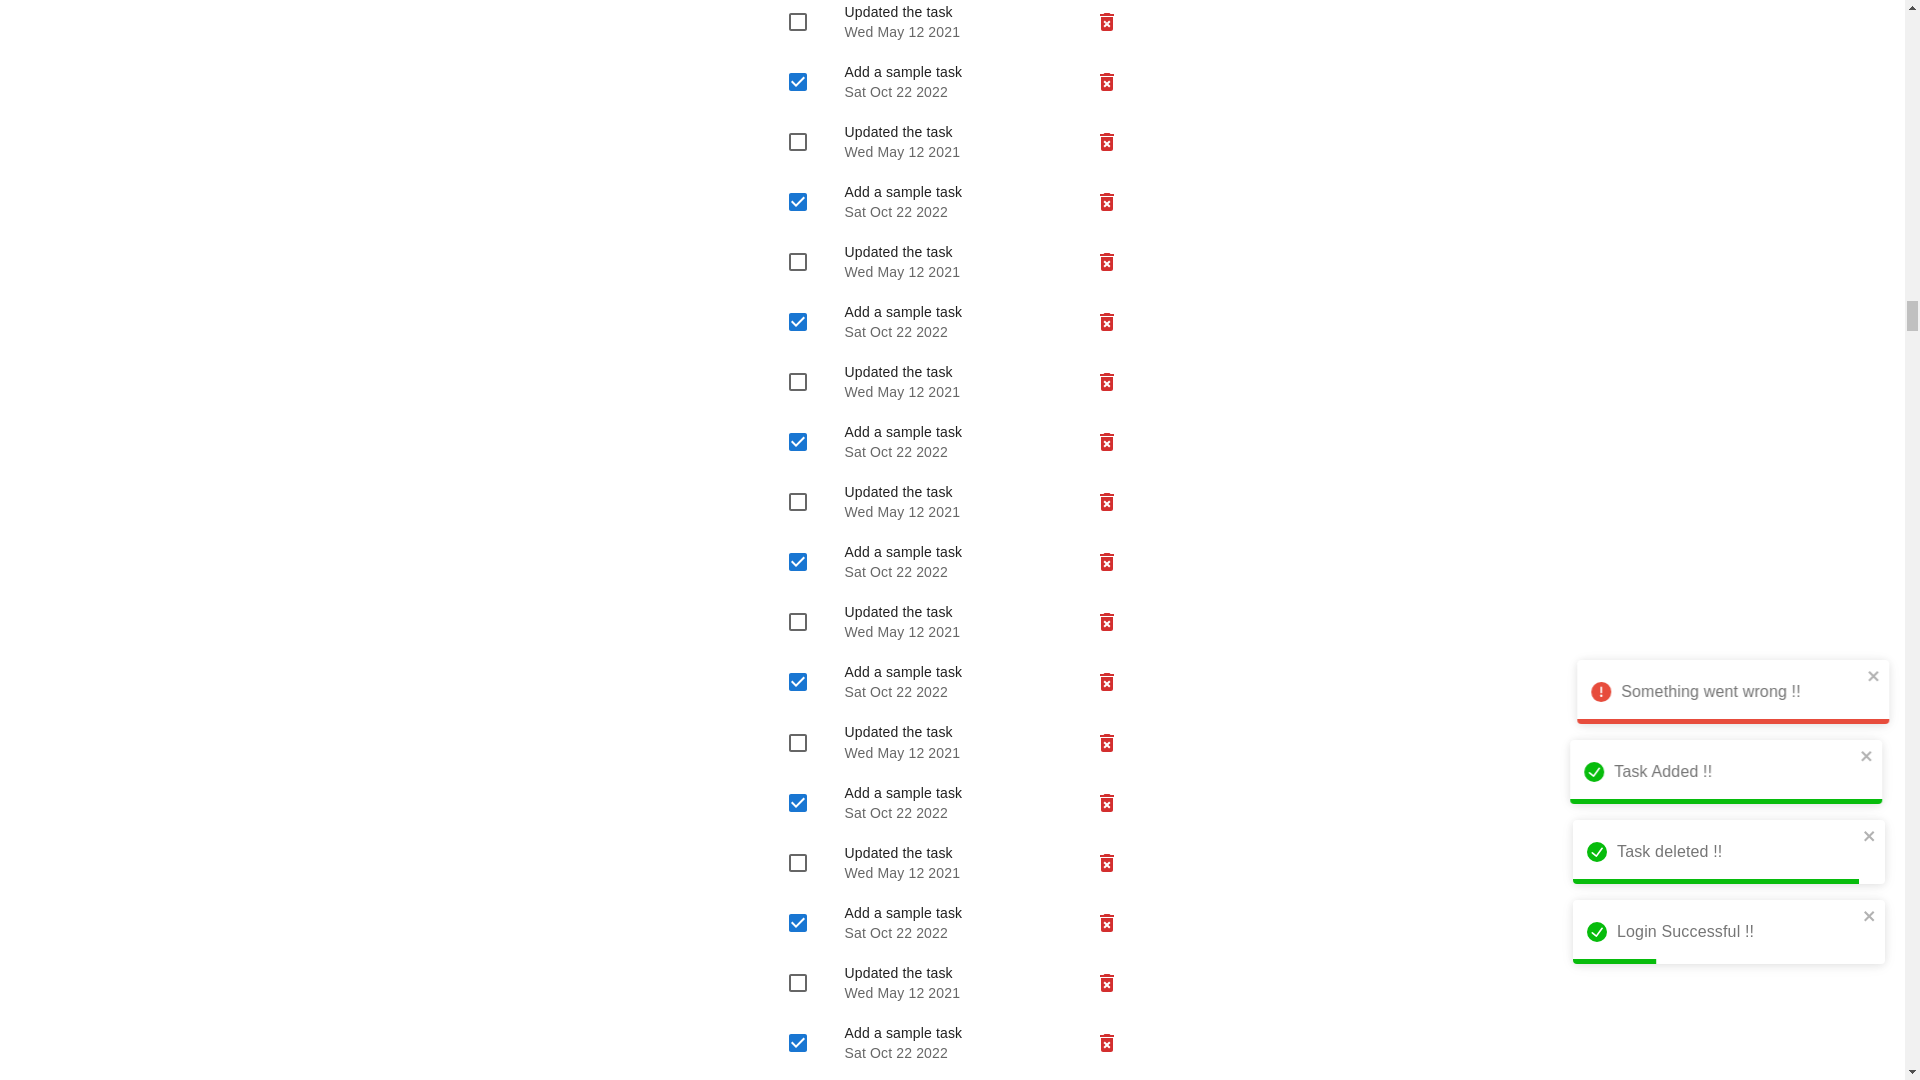 Updated the task
Wed May 12 2021
Add a sample task
Sat Oct 22 2022
Updated the task
Wed May 12 2021
Add a sample task
Sat Oct 22 2022
Updated the task
Wed May 12 2021
Add a sample task
Sat Oct 22 2022
Updated the task
Wed May 12 2021
Add a sample task
Sat Oct 22 2022
Updated the task
Wed May 12 2021
Add a sample task
Sat Oct 22 2022
Updated the task
Wed May 12 2021
Add a sample task
Sat Oct 22 2022
Updated the task
Wed May 12 2021
Add a sample task
Sat Oct 22 2022
Updated the task
Wed May 12 2021
Add a sample task
Sat Oct 22 2022
Updated the task
Wed May 12 2021
Add a sample task
Sat Oct 22 2022
Something went wrong !!
Task Added !!
Task deleted !!
Login Successful !!